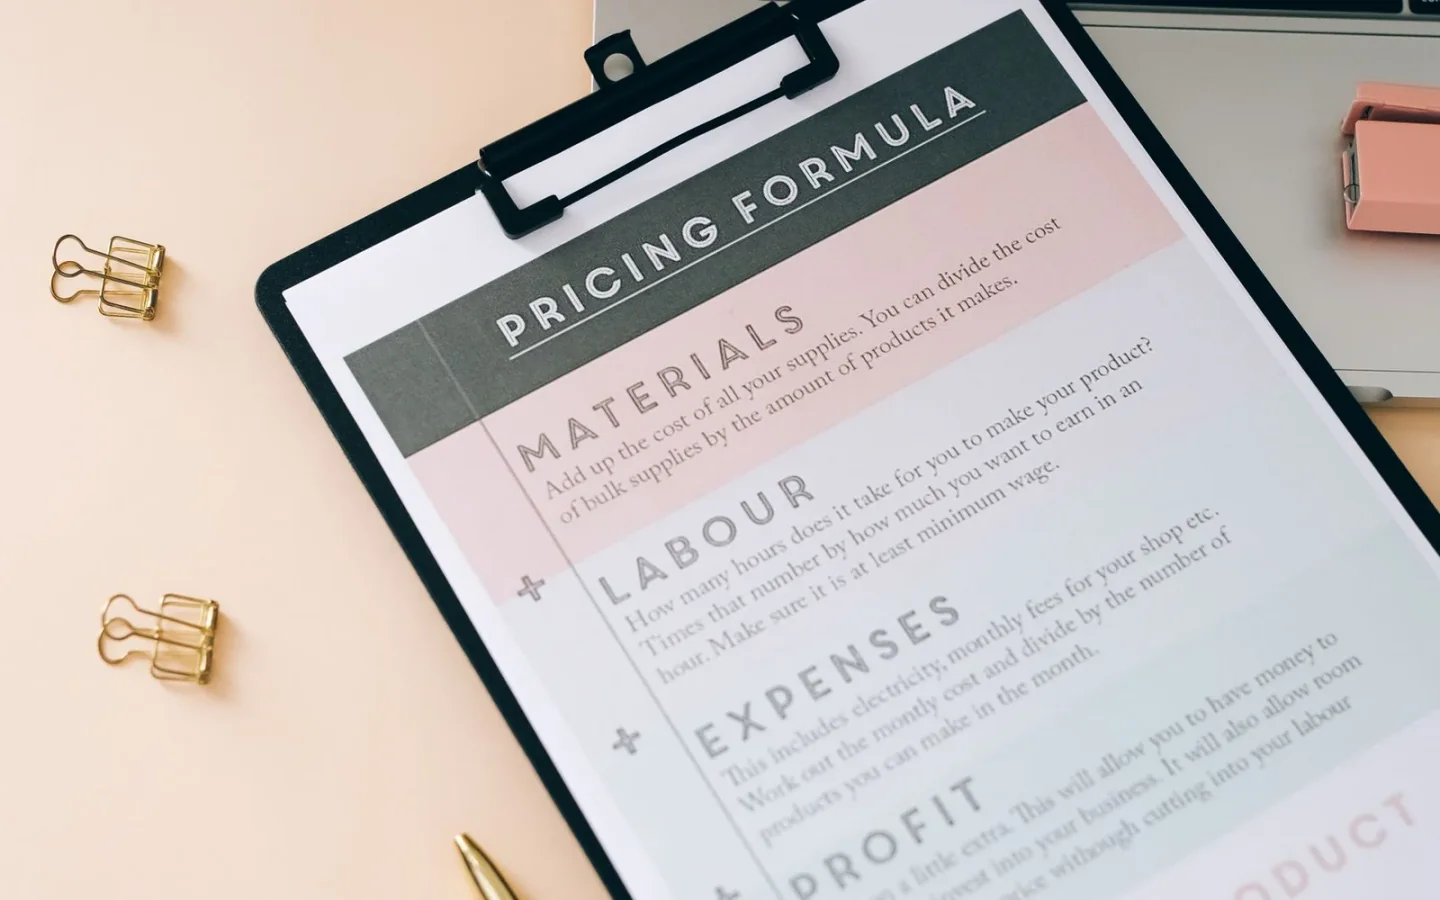 PRICING FORMULA
MATERIALS
Add up the cost of all your supplies. You can divide the cost
of bulk supplies by the amount of products it makes.
+
LABOUR
How many hours does it take for you to make your product?
Times that number by how much you want to earn in an
hour. Make sure it is at least minimum wage.
+
EXPENSES
This includes electricity, monthly fees for your shop etc.
Work out the montly cost and divide by the number of
products you can make in the month.
+
PROFIT
a little extra. This will allow you to have money to
invest into your business. It will also allow room
price withough cutting into your labour